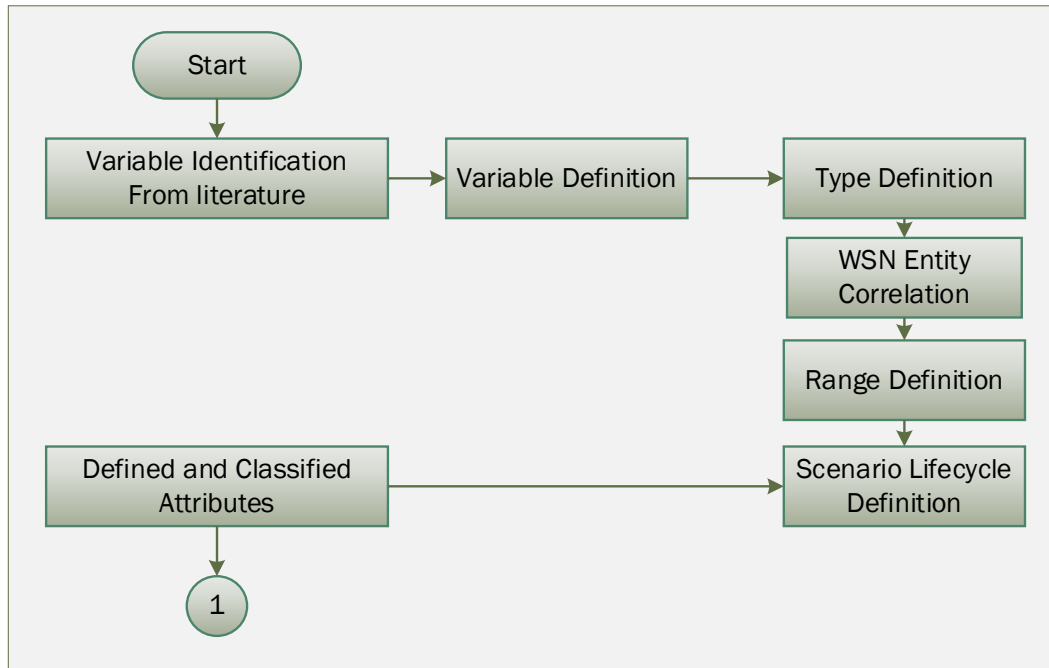 Start
Variable Identification
From literature
Variable Definition
Type Definition
WSN Entity
Correlation
Range Definition
Defined and Classified
Attributes
Scenario Lifecycle
Definition
1